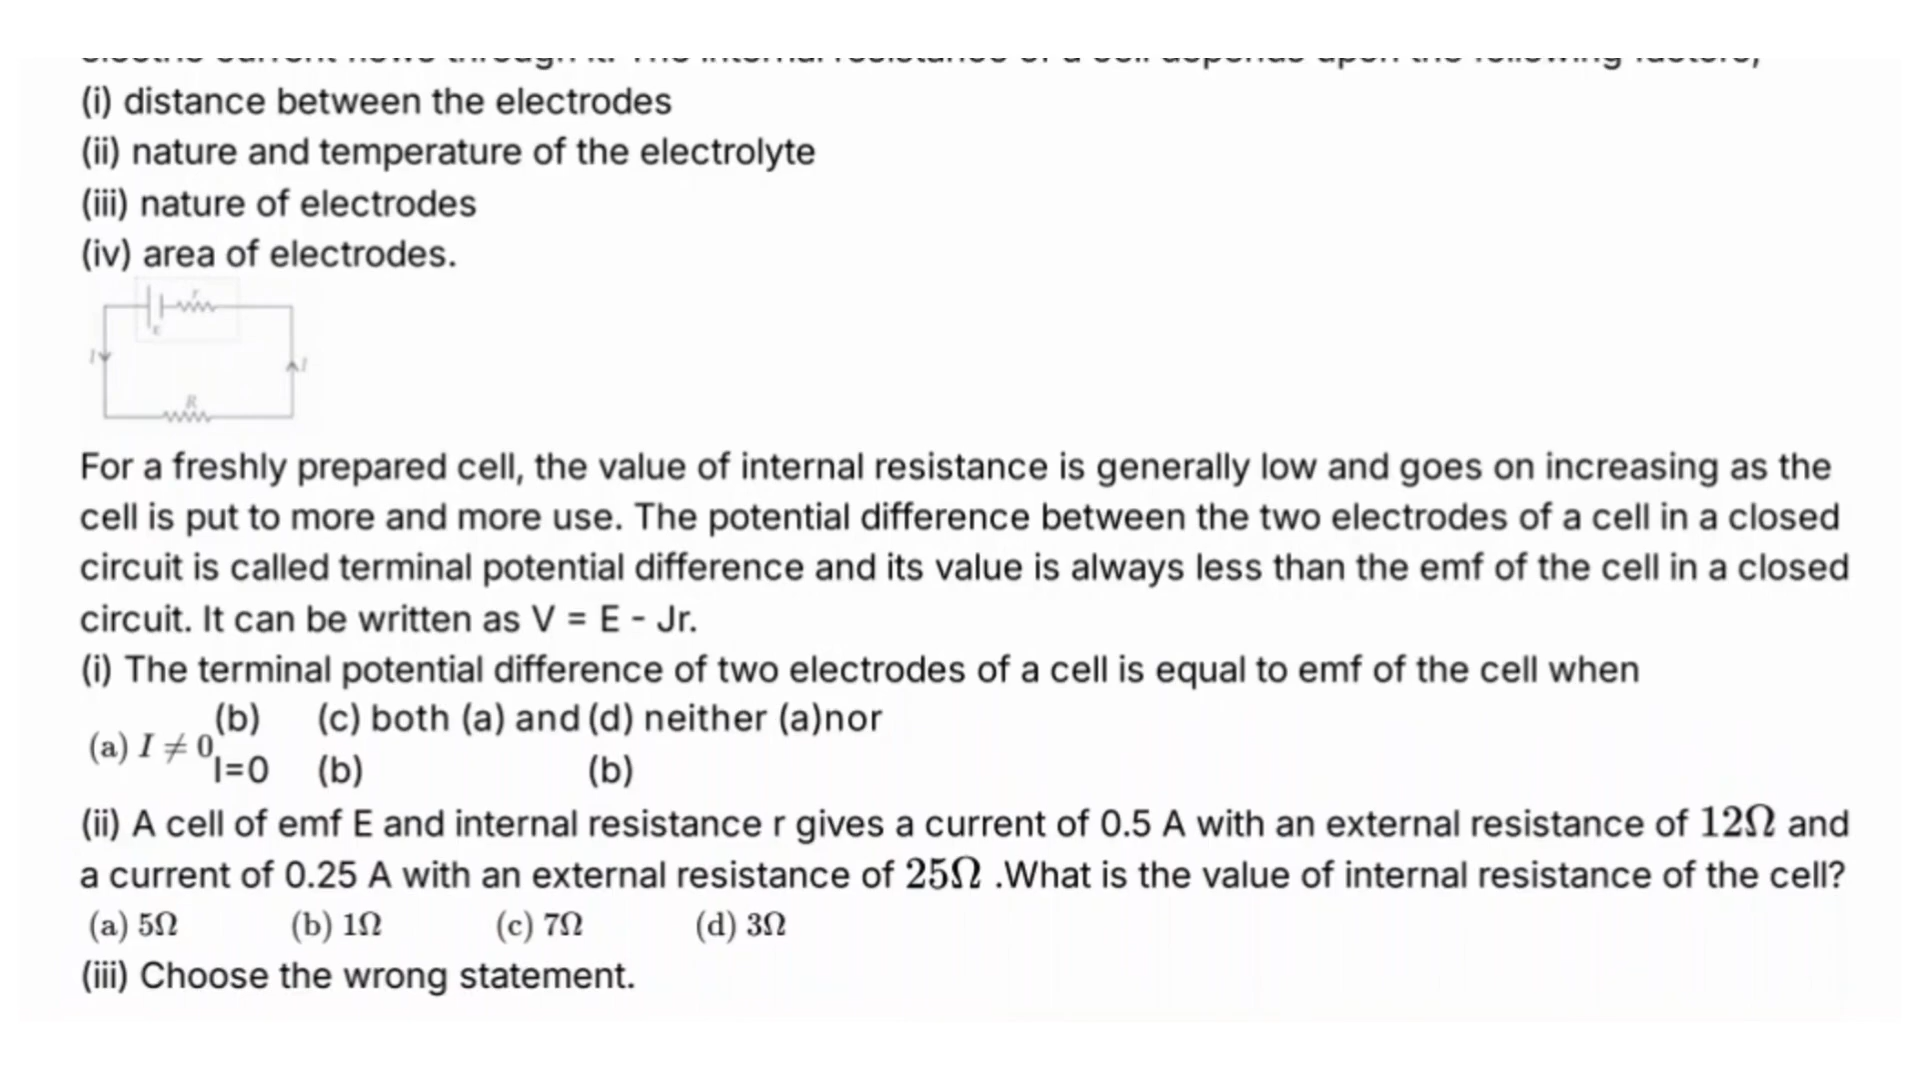 (i) distance between the electrodes
(ii) nature and temperature of the electrolyte
(iii) nature of electrodes
(iv) area of electrodes.
r
ε
I
I
R
For a freshly prepared cell, the value of internal resistance is generally low and goes on increasing as the
cell is put to more and more use. The potential difference between the two electrodes of a cell in a closed
circuit is called terminal potential difference and its value is always less than the emf of the cell in a closed
circuit. It can be written as V = E - Jr.
(i) The terminal potential difference of two electrodes of a cell is equal to emf of the cell when
(a) I ≠ 0 (b) I=0 (c) both (a) and (b) (d) neither (a)nor (b)
(ii) A cell of emf E and internal resistance r gives a current of 0.5 A with an external resistance of 12Ω and
a current of 0.25 A with an external resistance of 25Ω .What is the value of internal resistance of the cell?
(a) 5Ω (b) 1Ω (c) 7Ω (d) 3Ω
(iii) Choose the wrong statement.